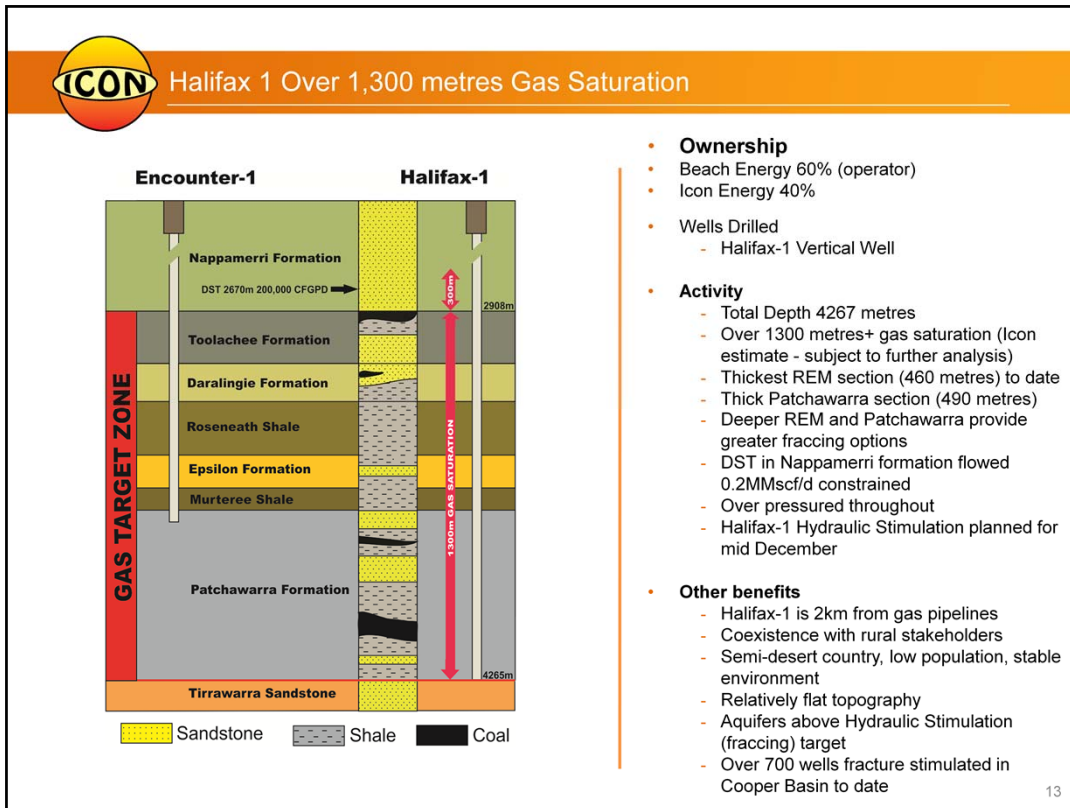 ICON
Halifax 1 Over 1,300 metres Gas Saturation
Encounter-1
Halifax-1
Nappamerri Formation
DST 2670m 200,000 CFGPD
300m
2908m
GAS TARGET ZONE
Toolachee Formation
Daralingie Formation
Roseneath Shale
Epsilon Formation
Murteree Shale
1300m GAS SATURATION
Patchawarra Formation
4265m
Tirrawarra Sandstone
Sandstone
Shale
Coal
• Ownership
• Beach Energy 60% (operator)
• Icon Energy 40%
• Wells Drilled
- Halifax-1 Vertical Well
• Activity
- Total Depth 4267 metres
- Over 1300 metres+ gas saturation (Icon
estimate - subject to further analysis)
- Thickest REM section (460 metres) to date
- Thick Patchawarra section (490 metres)
- Deeper REM and Patchawarra provide
greater fraccing options
- DST in Nappamerri formation flowed
0.2MMscf/d constrained
- Over pressured throughout
- Halifax-1 Hydraulic Stimulation planned for
mid December
• Other benefits
- Halifax-1 is 2km from gas pipelines
- Coexistence with rural stakeholders
- Semi-desert country, low population, stable
environment
- Relatively flat topography
- Aquifers above Hydraulic Stimulation
(fraccing) target
- Over 700 wells fracture stimulated in
Cooper Basin to date
13